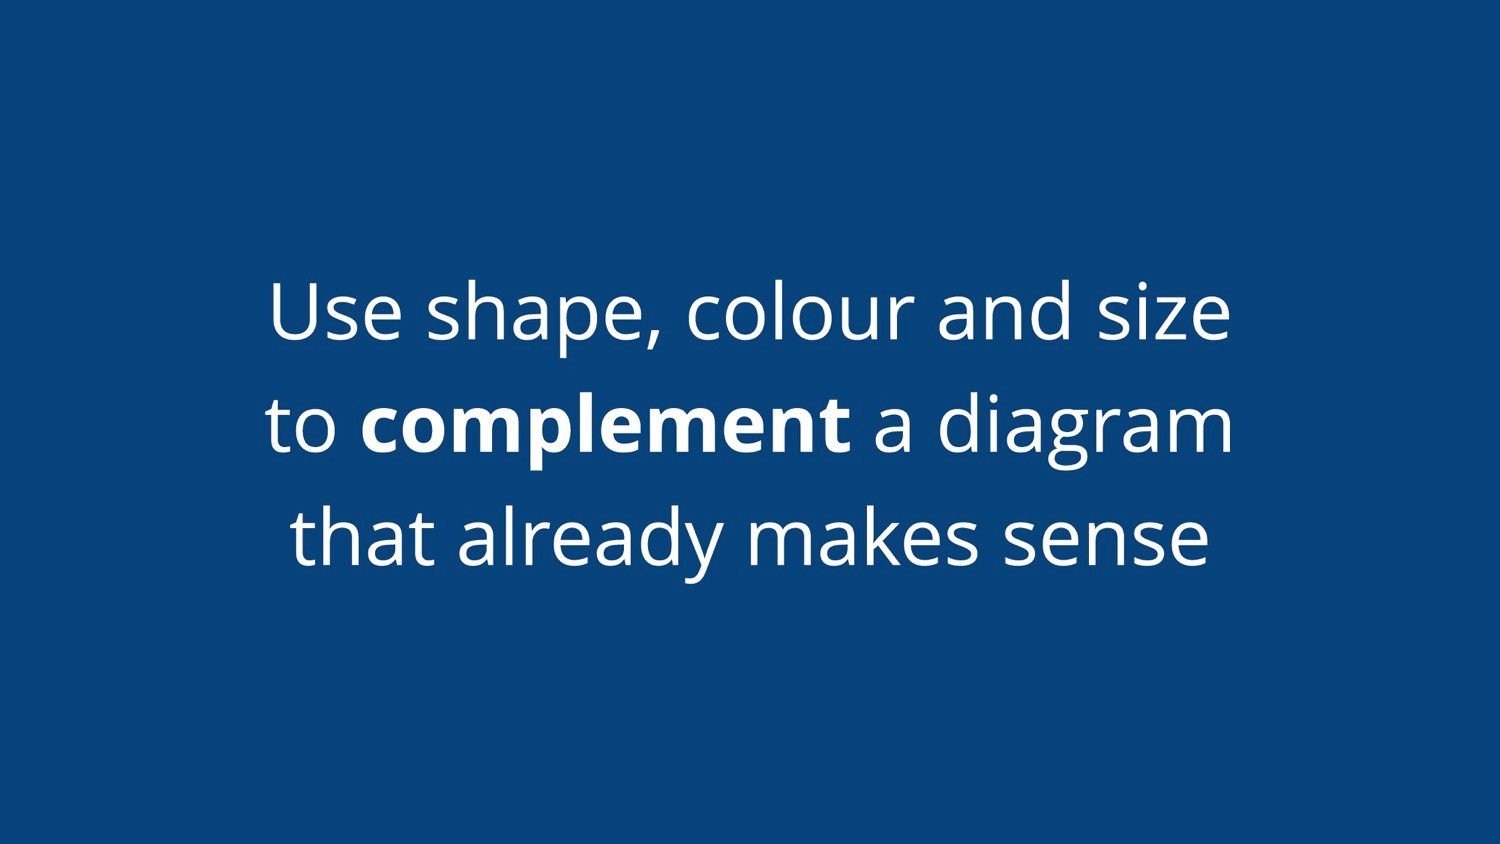 Use shape, colour and size
to complement a diagram
that already makes sense